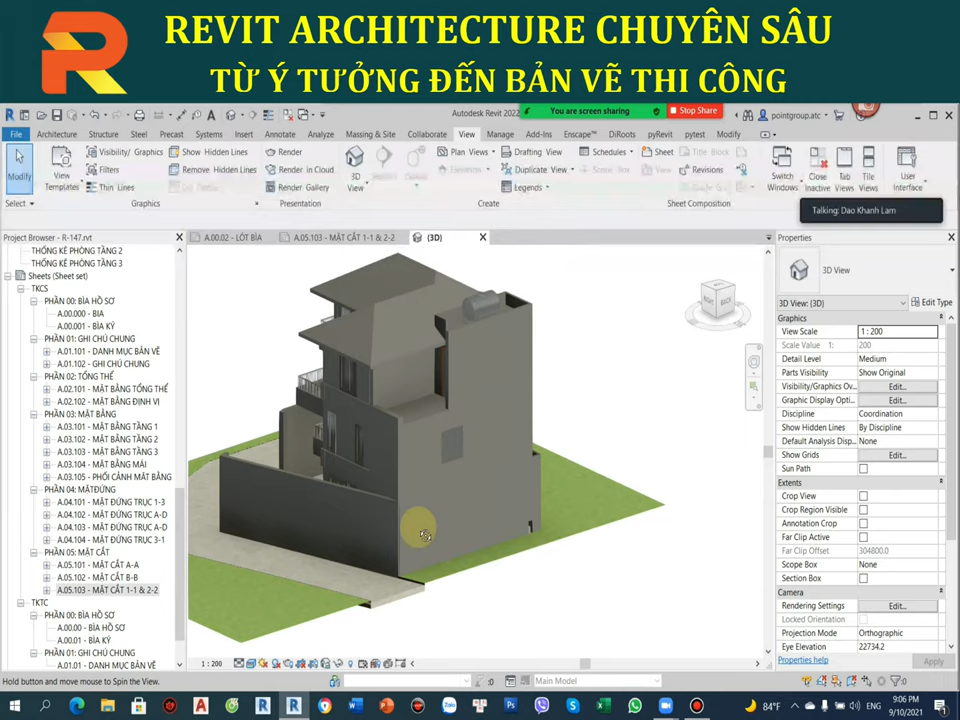 REVIT ARCHITECTURE CHUYÊN SÂU
TỪ Ý TƯỞNG ĐẾN BẢN VẼ THI CÔNG
Autodesk Revit 2022
You are screen sharing
Stop Share
pointgroup.atc
File Architecture Structure Steel Precast Systems Insert Annotate Analyze Massing & Site Collaborate View Manage Add-Ins Enscape™ DiRoots pyRevit pytest Modify
Modify
View Templates
Visibility/ Graphics
Filters
Thin Lines
Show Hidden Lines
Remove Hidden Lines
Render
Render in Cloud
Render Gallery
3D View
Plan Views
Elevation
Drafting View
Duplicate View
Legends
Schedules
Scope Box
Sheet
View
Title Block
Revisions
Switch Windows
Close Inactive
Tab Views
Tile Views
User Interface
Select
Graphics
Presentation
Create
Sheet Composition
Talking: Dao Khanh Lam
Project Browser - R-147.rvt
THỐNG KÊ PHÒNG TẦNG 2
THỐNG KÊ PHÒNG TẦNG 3
Sheets (Sheet set)
TKCS
PHẦN 00: BÌA HỒ SƠ
A.00.000 - BIA
A.00.001 - BÌA KÝ
PHẦN 01: GHI CHÚ CHUNG
A.01.101 - DANH MỤC BẢN VẼ
A.01.102 - GHI CHÚ CHUNG
PHẦN 02: TỔNG THỂ
A.02.101 - MẶT BẰNG TỔNG THỂ
A.02.102 - MẶT BẰNG ĐỊNH VỊ
PHẦN 03: MẶT BẰNG
A.03.101 - MẶT BẰNG TẦNG 1
A.03.102 - MẶT BẰNG TẦNG 2
A.03.103 - MẶT BẰNG TẦNG 3
A.03.104 - MẶT BẰNG MÁI
A.03.105 - PHỐI CẢNH MẶT BẰNG
PHẦN 04: MẶTĐỨNG
A.04.101 - MẶT ĐỨNG TRỤC 1-3
A.04.102 - MẶT ĐỨNG TRỤC A-D
A.04.103 - MẶT ĐỨNG TRỤC A-D
A.04.104 - MẶT ĐỨNG TRỤC 3-1
PHẦN 05: MẶT CẮT
A.05.101 - MẶT CẮT A-A
A.05.102 - MẶT CẮT B-B
A.05.103 - MẶT CẮT 1-1 & 2-2
TKTC
PHẦN 00: BÌA HỒ SƠ
A.00.00 - BÌA HỒ SƠ
A.00.01 - BÌA KÝ
PHẦN 01: GHI CHÚ CHUNG
A.01.01 - DANH MỤC BẢN VẼ
A.00.02 - LÓT BÌA
A.05.103 - MẶT CẮT 1-1 & 2-2
(3D)
RIGHT
BACK
Properties
3D View
3D View: (3D)
Edit Type
Graphics
View Scale 1 : 200
Scale Value 1: 200
Detail Level Medium
Parts Visibility Show Original
Visibility/Graphics Ov... Edit...
Graphic Display Opti... Edit...
Discipline Coordination
Show Hidden Lines By Discipline
Default Analysis Disp... None
Show Grids Edit...
Sun Path
Extents
Crop View
Crop Region Visible
Annotation Crop
Far Clip Active
Far Clip Offset 304800.0
Scope Box None
Section Box
Camera
Rendering Settings Edit...
Locked Orientation
Projection Mode Orthographic
Eye Elevation 22734.2
Properties help
Apply
1 : 200
Hold button and move mouse to Spin the View.
:0
Main Model
:0
84°F
ENG
9:06 PM
9/10/2021